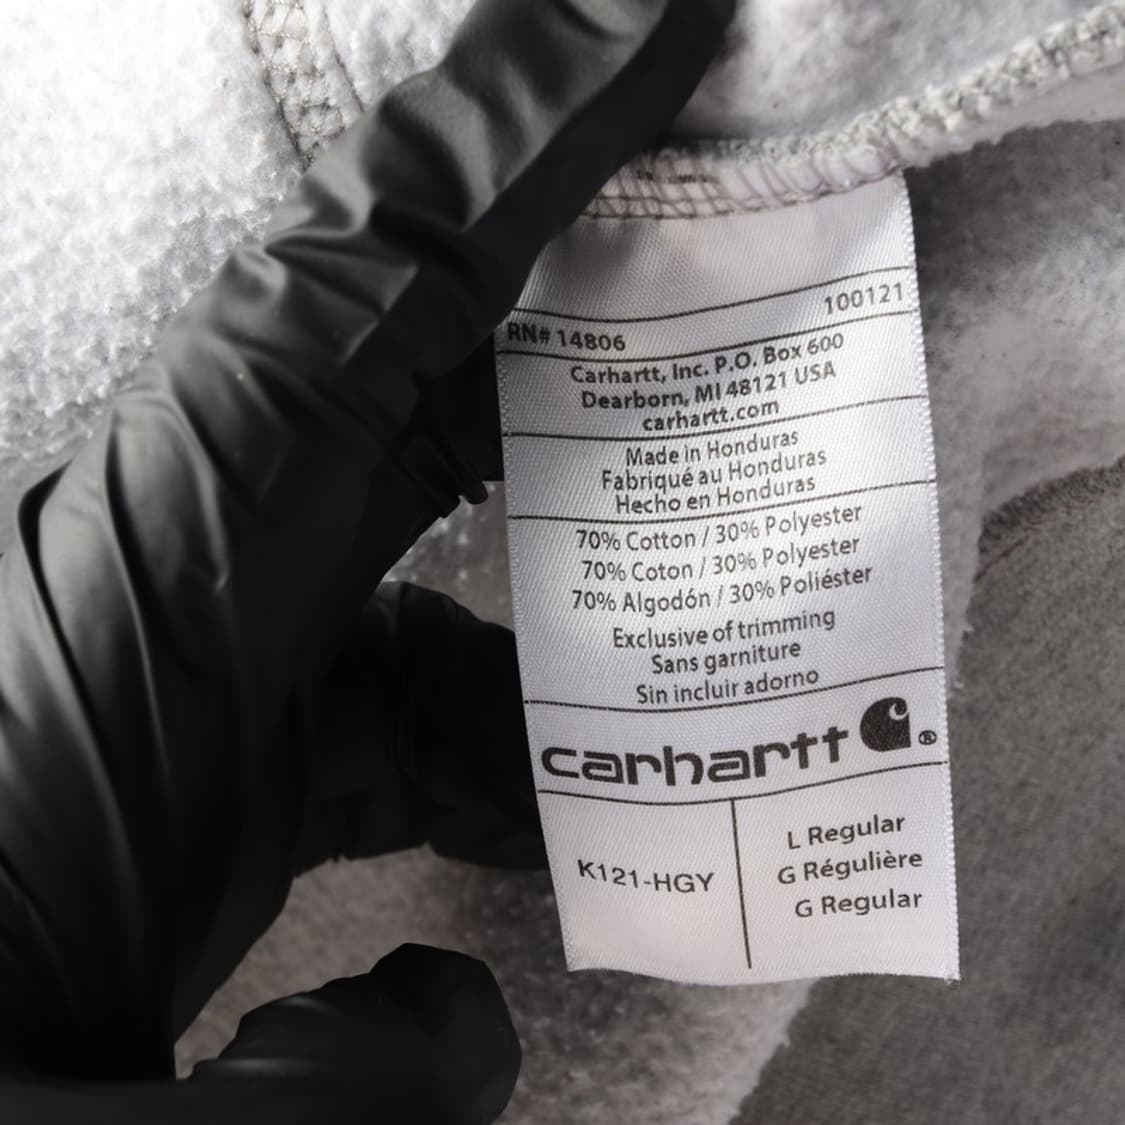 100121
RN# 14806
Carhartt, Inc. P.O. Box 600
Dearborn, MI 48121 USA
carhartt.com
Made in Honduras
Fabriqué au Honduras
Hecho en Honduras
70% Cotton / 30% Polyester
70% Coton / 30% Polyester
70% Algodón / 30% Poliéster
Exclusive of trimming
Sans garniture
Sin incluir adorno
carhartt ®
K121-HGY
L Regular
G Régulière
G Regular